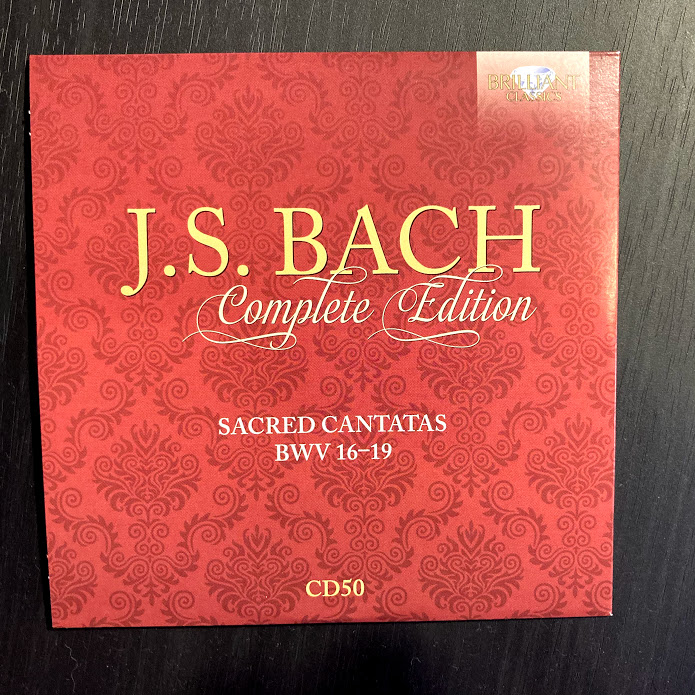 BRILLIANT
CLASSICS
J.S. BACH
Complete Edition
SACRED CANTATAS
BWV 16–19
CD50